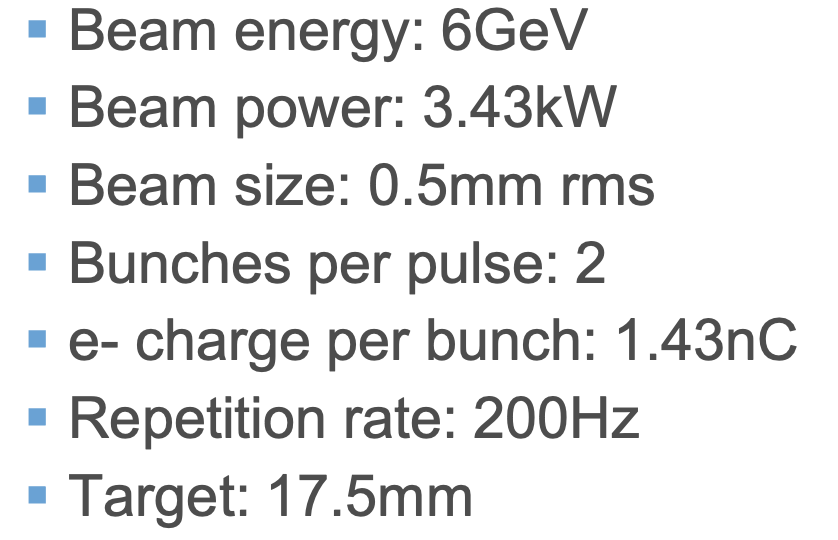 ▪ Beam energy: 6GeV
▪ Beam power: 3.43kW
▪ Beam size: 0.5mm rms
▪ Bunches per pulse: 2
▪ e- charge per bunch: 1.43nC
▪ Repetition rate: 200Hz
▪ Target: 17.5mm